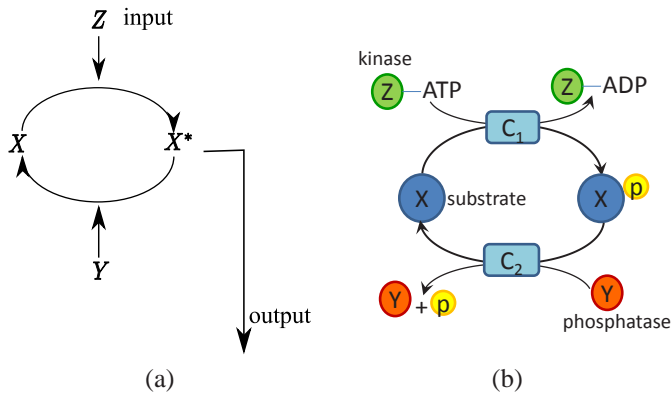 Z input
X
X*
Y
output
(a)
kinase
Z ATP
Z ADP
C1
X substrate
X p
C2
Y + p
Y
phosphatase
(b)